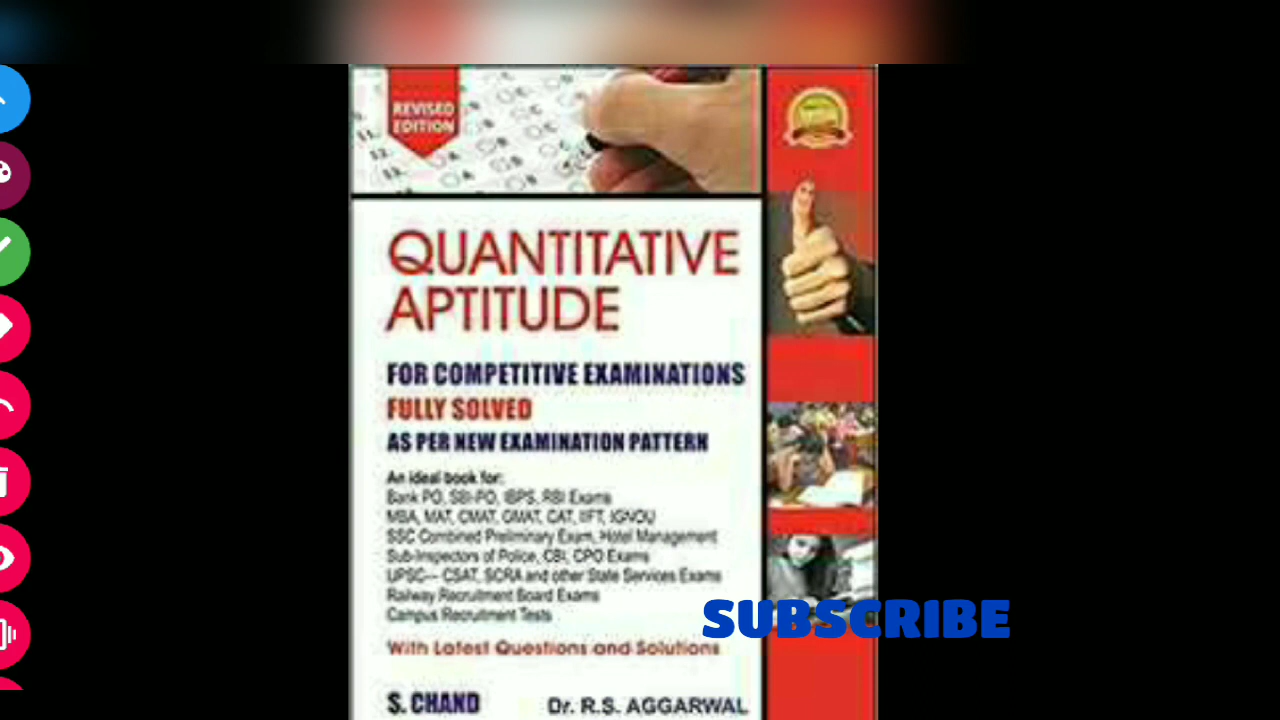 REVISED
EDITION
QUANTITATIVE
APTITUDE
FOR COMPETITIVE EXAMINATIONS
FULLY SOLVED
AS PER NEW EXAMINATION PATTERN
An ideal book for:
Bank PO, SBI-PO, IBPS, RBI Exams
MBA, MAT, CMAT, GMAT, CAT, IIFT, IGNOU
SSC Combined Preliminary Exam, Hotel Management
Sub-Inspectors of Police, CBI, CPO Exams
UPSC— CSAT, SCRA and other State Services Exams
Railway Recruitment Board Exams
Campus Recruitment Tests
SUBSCRIBE
With Latest Questions and Solutions
S. CHAND Dr. R.S. AGGARWAL